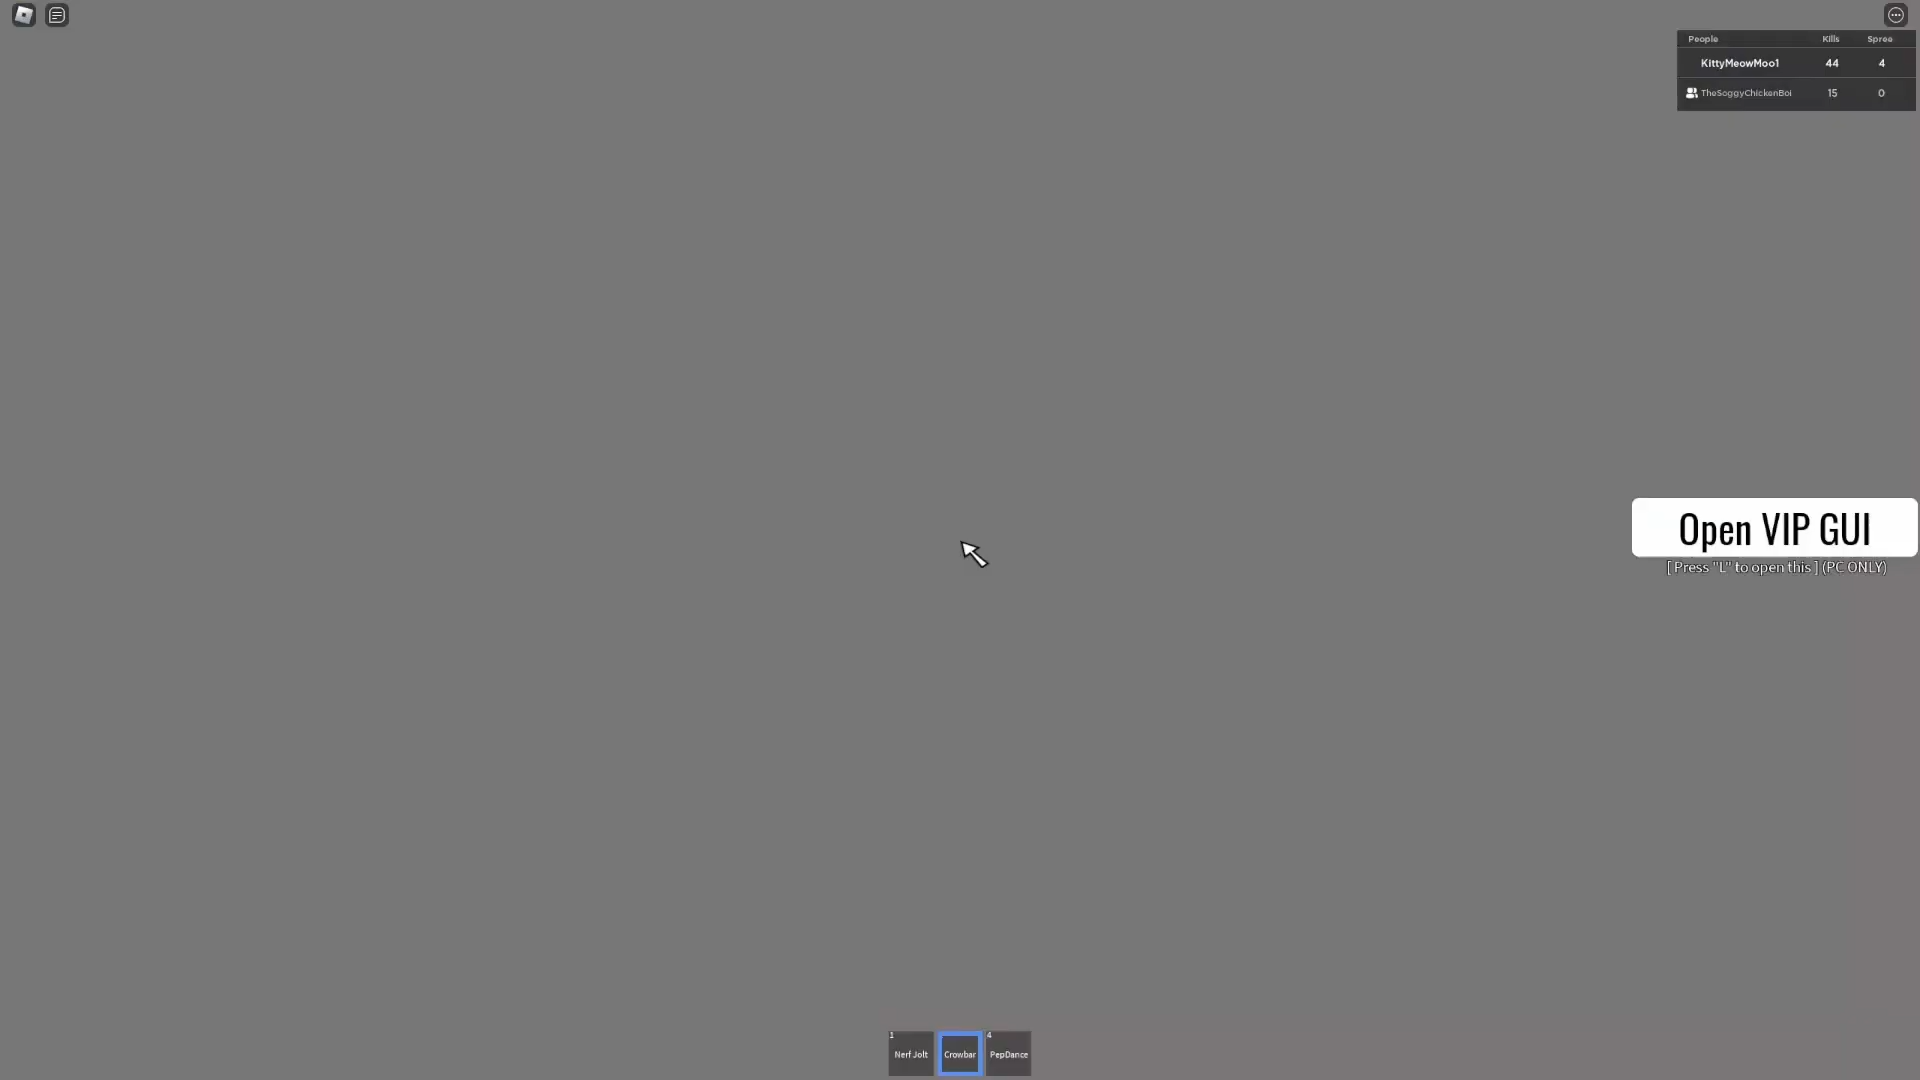 People Kills Spree
KittyMeowMoo1 44 4
TheSoggyChickenBoi 15 0
Open VIP GUI
[ Press "L" to open this ] (PC ONLY)
1
Nerf Jolt
Crowbar
4
PepDance